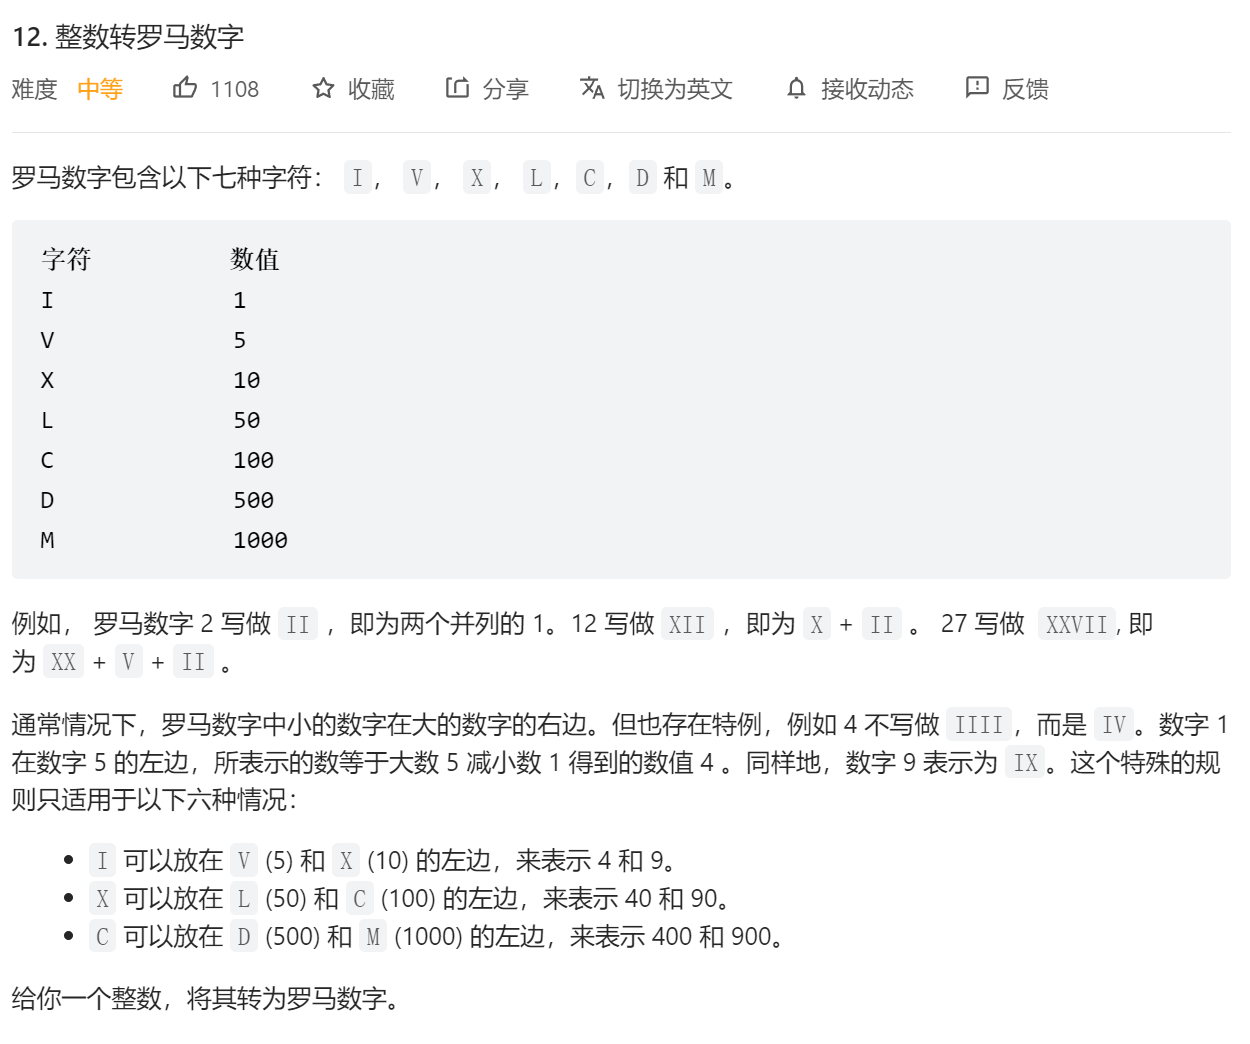 12. 整数转罗马数字
难度 中等 1108 收藏 分享 切换为英文 接收动态 反馈
罗马数字包含以下七种字符： I， V， X， L，C，D 和 M。
字符 数值
I 1
V 5
X 10
L 50
C 100
D 500
M 1000
例如， 罗马数字 2 写做 II ，即为两个并列的 1。12 写做 XII ，即为 X + II 。 27 写做 XXVII, 即
为 XX + V + II 。
通常情况下，罗马数字中小的数字在大的数字的右边。但也存在特例，例如 4 不写做 IIII，而是 IV。数字 1
在数字 5 的左边，所表示的数等于大数 5 减小数 1 得到的数值 4 。同样地，数字 9 表示为 IX。这个特殊的规
则只适用于以下六种情况：
• I 可以放在 V (5) 和 X (10) 的左边，来表示 4 和 9。
• X 可以放在 L (50) 和 C (100) 的左边，来表示 40 和 90。
• C 可以放在 D (500) 和 M (1000) 的左边，来表示 400 和 900。
给你一个整数，将其转为罗马数字。